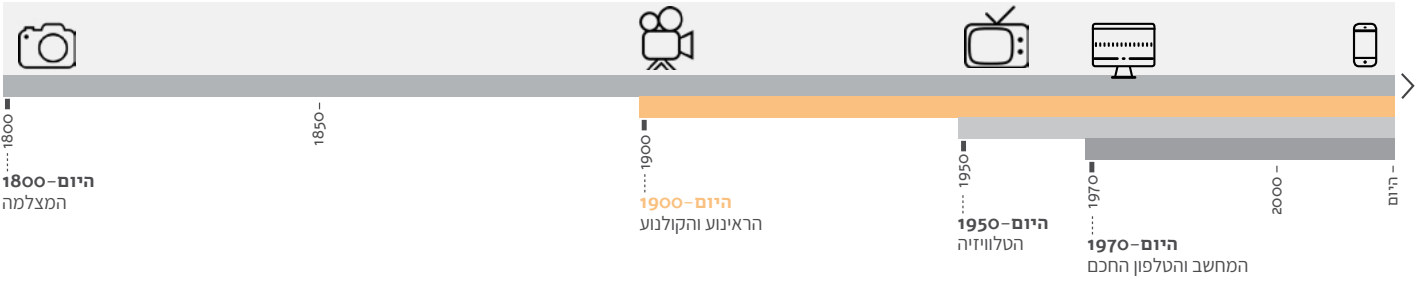 1800
1850
1900
1950
1970
2000
היום
1800–היום
המצלמה
1900–היום
הראינוע והקולנוע
1950–היום
הטלוויזיה
1970–היום
המחשב והטלפון החכם